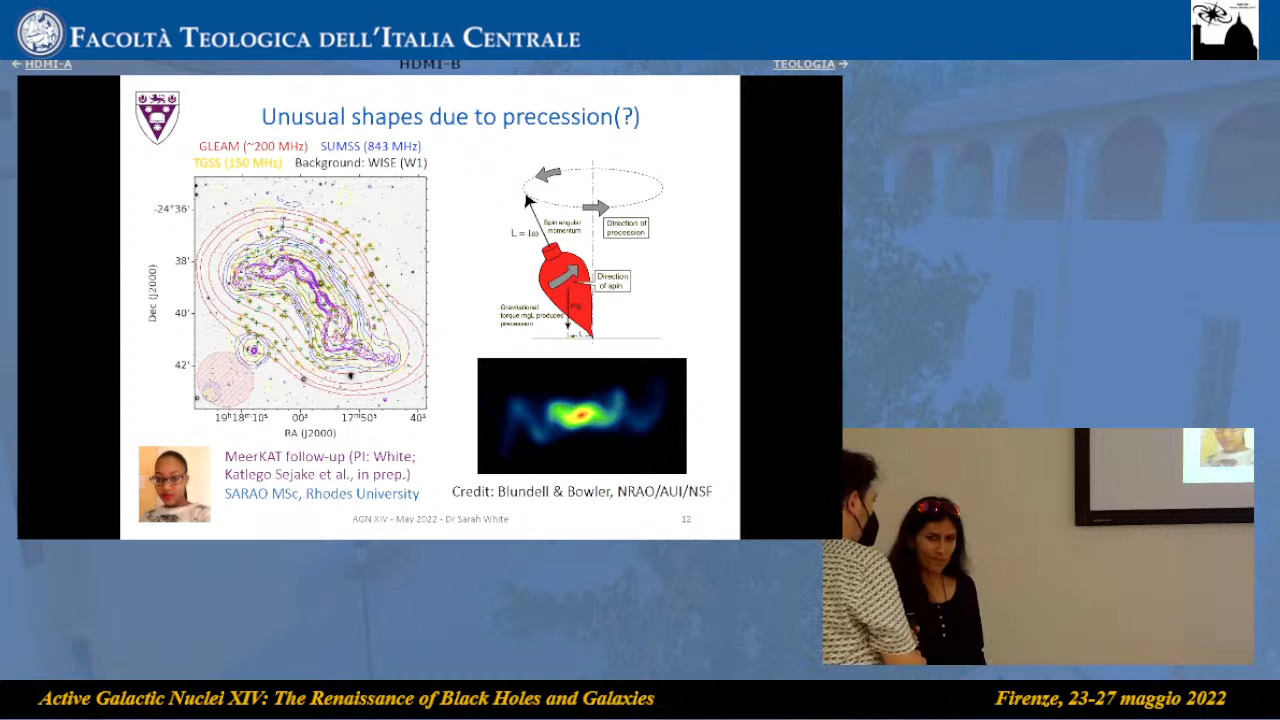 FACOLTÀ TEOLOGICA DELL'ITALIA CENTRALE
← HDMI-A
HDMI-B
TEOLOGIA →
Unusual shapes due to precession(?)
GLEAM (~200 MHz) SUMSS (843 MHz)
TGSS (150 MHz) Background: WISE (W1)
-24°36'
38'
40'
42'
Dec (J2000)
19h18m10s 00s 17m50s 40s
RA (J2000)
Spin angular
momentum
L = Iω
Direction of
precession
Direction
of spin
Gravitational
torque mgL produces
precession
mg
L
MeerKAT follow-up (PI: White;
Katlego Sejake et al., in prep.)
SARAO MSc, Rhodes University
Credit: Blundell & Bowler, NRAO/AUI/NSF
AGN XIV - May 2022 - Dr Sarah White
12
Active Galactic Nuclei XIV: The Renaissance of Black Holes and Galaxies
Firenze, 23-27 maggio 2022